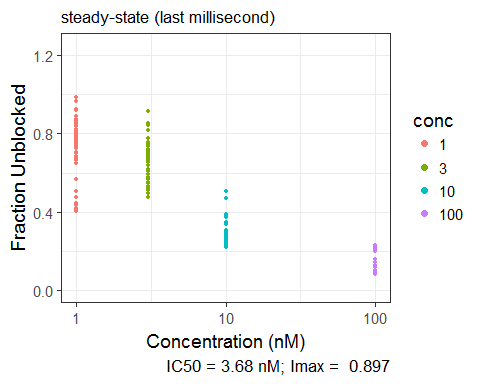 steady-state (last millisecond)
Fraction Unblocked
1.2
0.8
0.4
0.0
1
10
100
Concentration (nM)
IC50 = 3.68 nM; Imax = 0.897
conc
1
3
10
100